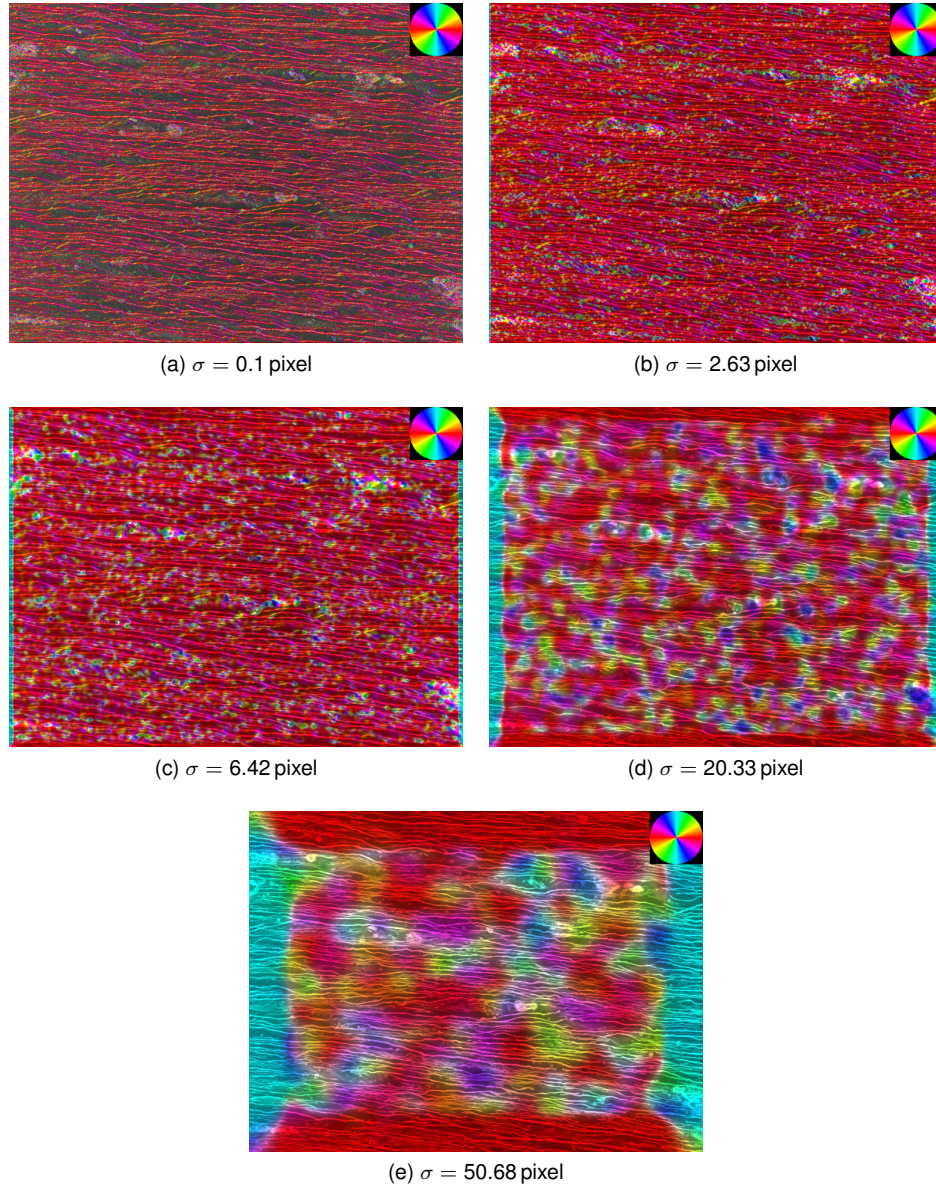 (a) σ = 0.1 pixel
(b) σ = 2.63 pixel
(c) σ = 6.42 pixel
(d) σ = 20.33 pixel
(e) σ = 50.68 pixel